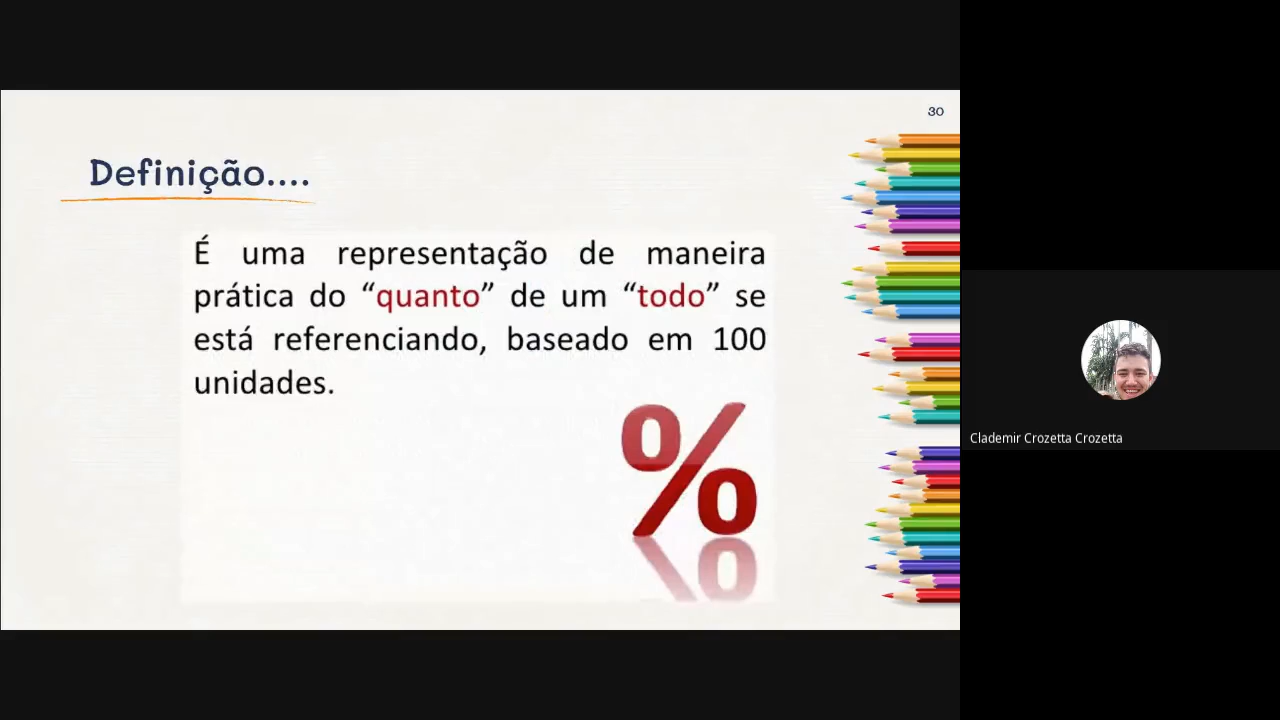 30
Definição....
É uma representação de maneira
prática do “quanto” de um “todo” se
está referenciando, baseado em 100
unidades.
%
Clademir Crozetta Crozetta